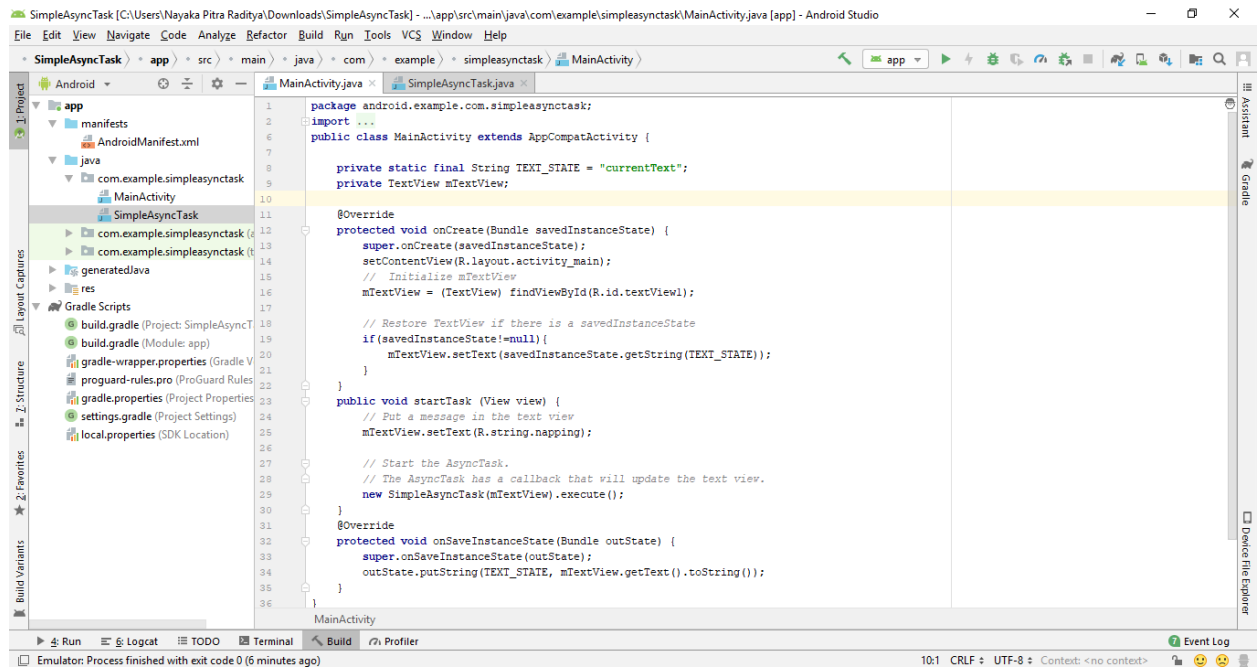 SimpleAsyncTask [C:\Users\Nayaka Pitra Raditya\Downloads\SimpleAsyncTask] - ...\app\src\main\java\com\example\simpleasynctask\MainActivity.java [app] - Android Studio
File Edit View Navigate Code Analyze Refactor Build Run Tools VCS Window Help
SimpleAsyncTask app src main java com example simpleasynctask MainActivity
app
1: Project
Layout Captures
7: Structure
2: Favorites
Build Variants
Android
app
manifests
AndroidManifest.xml
java
com.example.simpleasynctask
MainActivity
SimpleAsyncTask
com.example.simpleasynctask (a
com.example.simpleasynctask (t
generatedJava
res
Gradle Scripts
build.gradle (Project: SimpleAsyncT
build.gradle (Module: app)
gradle-wrapper.properties (Gradle V
proguard-rules.pro (ProGuard Rules
gradle.properties (Project Properties
settings.gradle (Project Settings)
local.properties (SDK Location)
MainActivity.java SimpleAsyncTask.java
1 package android.example.com.simpleasynctask;
2 import ...
6 public class MainActivity extends AppCompatActivity {
7
8 private static final String TEXT_STATE = "currentText";
9 private TextView mTextView;
10
11 @Override
12 protected void onCreate(Bundle savedInstanceState) {
13 super.onCreate(savedInstanceState);
14 setContentView(R.layout.activity_main);
15 // Initialize mTextView
16 mTextView = (TextView) findViewById(R.id.textView1);
17
18 // Restore TextView if there is a savedInstanceState
19 if(savedInstanceState!=null){
20 mTextView.setText(savedInstanceState.getString(TEXT_STATE));
21 }
22 }
23 public void startTask (View view) {
24 // Put a message in the text view
25 mTextView.setText(R.string.napping);
26
27 // Start the AsyncTask.
28 // The AsyncTask has a callback that will update the text view.
29 new SimpleAsyncTask(mTextView).execute();
30 }
31 @Override
32 protected void onSaveInstanceState(Bundle outState) {
33 super.onSaveInstanceState(outState);
34 outState.putString(TEXT_STATE, mTextView.getText().toString());
35 }
36 }
MainActivity
Assistant
Gradle
Device File Explorer
4: Run 6: Logcat TODO Terminal Build Profiler
7 Event Log
Emulator: Process finished with exit code 0 (6 minutes ago)
10:1 CRLF UTF-8 Context: <no context>